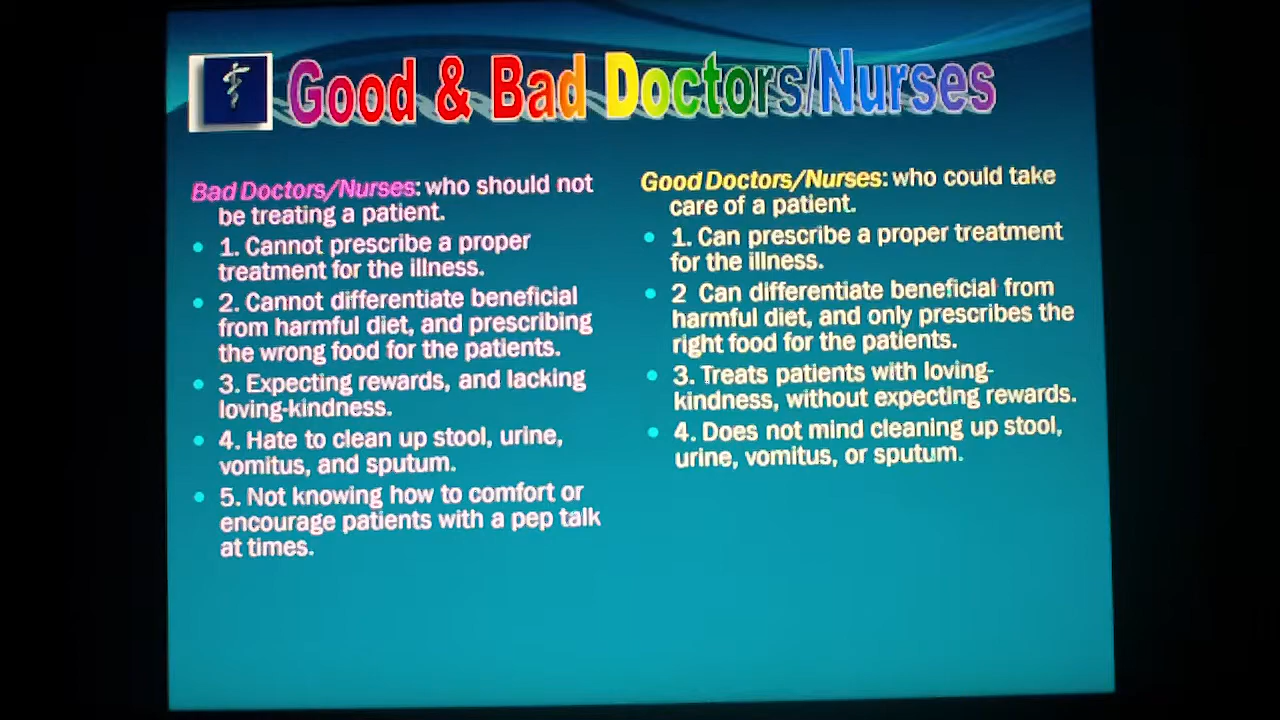 Good & Bad Doctors/Nurses
Bad Doctors/Nurses: who should not
be treating a patient.
• 1. Cannot prescribe a proper
treatment for the illness.
• 2. Cannot differentiate beneficial
from harmful diet, and prescribing
the wrong food for the patients.
• 3. Expecting rewards, and lacking
loving-kindness.
• 4. Hate to clean up stool, urine,
vomitus, and sputum.
• 5. Not knowing how to comfort or
encourage patients with a pep talk
at times.
Good Doctors/Nurses: who could take
care of a patient.
• 1. Can prescribe a proper treatment
for the illness.
• 2 Can differentiate beneficial from
harmful diet, and only prescribes the
right food for the patients.
• 3. Treats patients with loving-
kindness, without expecting rewards.
• 4. Does not mind cleaning up stool,
urine, vomitus, or sputum.